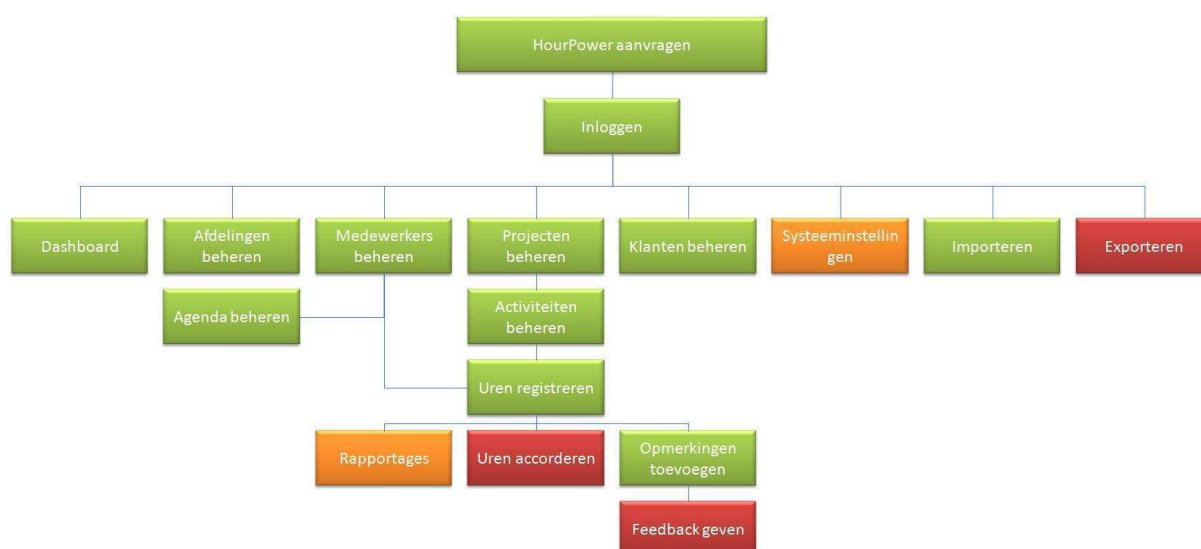 HourPower aanvragen
Inloggen
Dashboard
Afdelingen
beheren
Medewerkers
beheren
Projecten
beheren
Klanten beheren
Systeeminstellin
gen
Importeren
Exporteren
Agenda beheren
Activiteiten
beheren
Uren registreren
Rapportages
Uren accorderen
Opmerkingen
toevoegen
Feedback geven